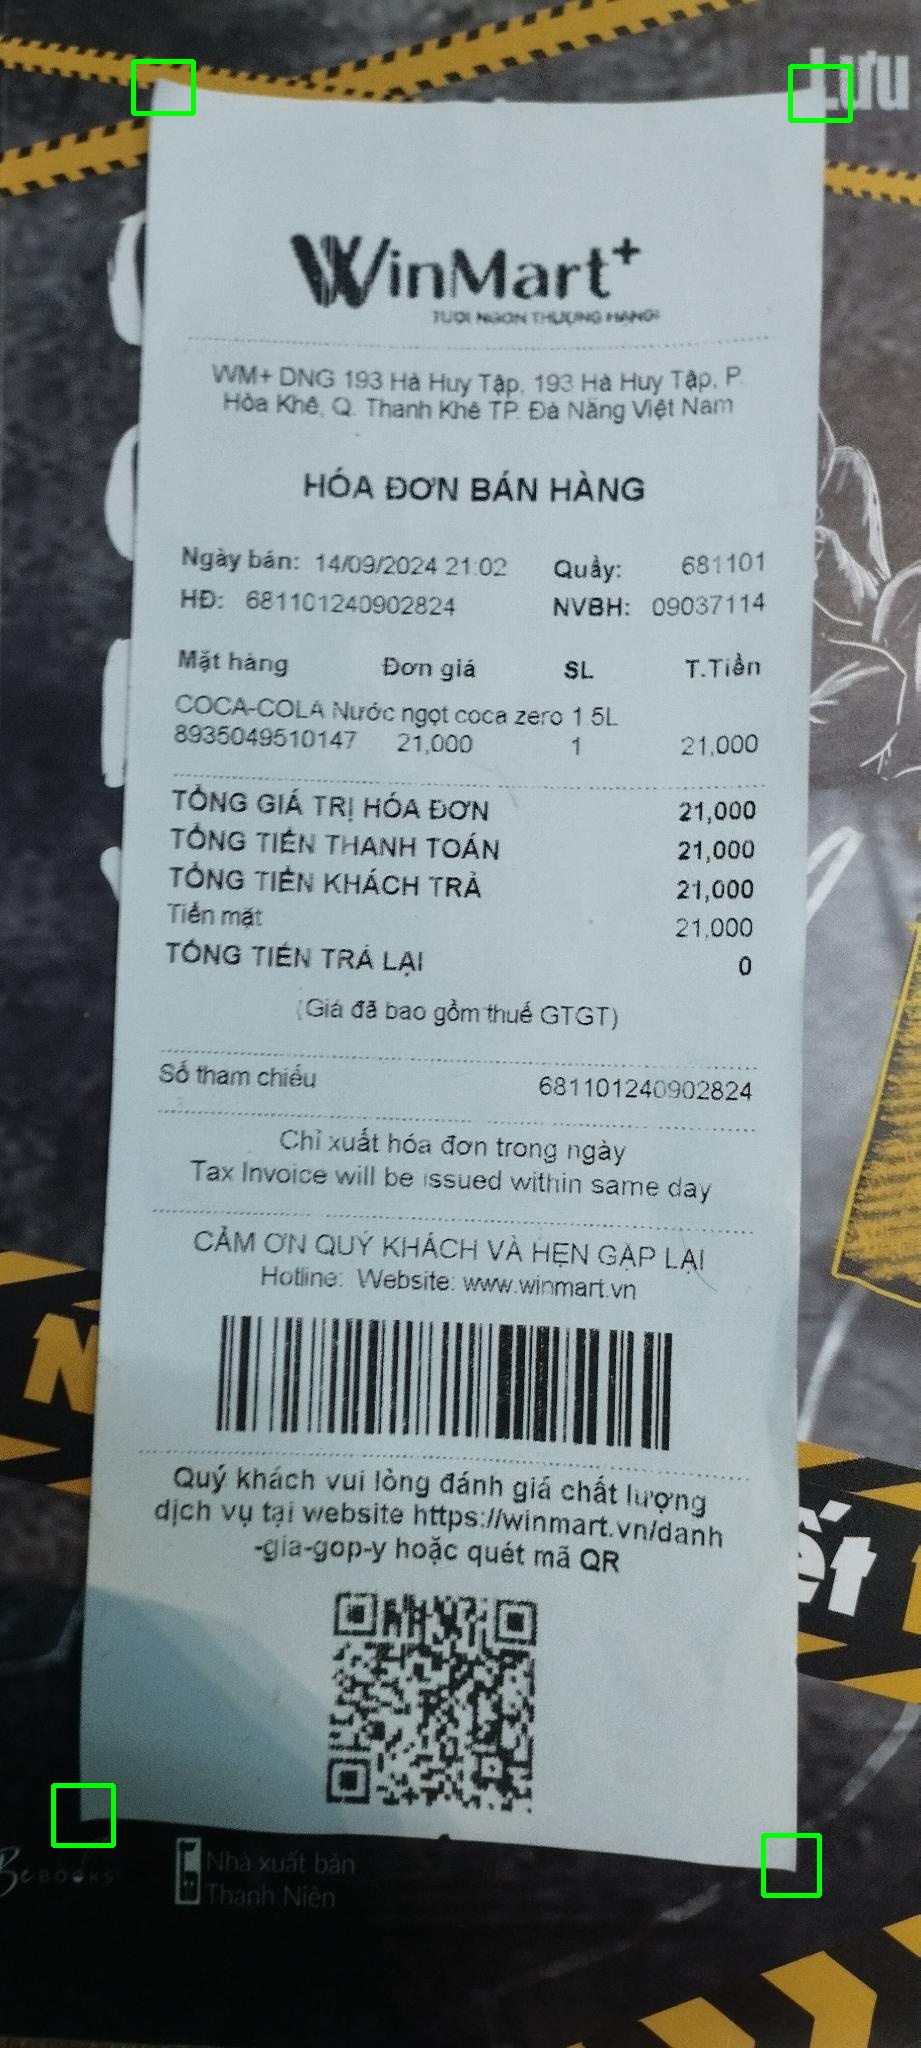 Lưu
WinMart+
TƯƠI NGON THƯỢNG HẠNG!
WM+ DNG 193 Hà Huy Tập, 193 Hà Huy Tập, P.
Hòa Khê, Q. Thanh Khê TP. Đà Nẵng Việt Nam
HÓA ĐƠN BÁN HÀNG
Ngày bán: 14/09/2024 21:02 Quầy: 681101
HĐ: 681101240902824 NVBH: 09037114
Mặt hàng Đơn giá SL T.Tiền
COCA-COLA Nước ngọt coca zero 1.5L
8935049510147 21,000 1 21,000
TỔNG GIÁ TRỊ HÓA ĐƠN 21,000
TỔNG TIỀN THANH TOÁN 21,000
TỔNG TIỀN KHÁCH TRẢ 21,000
Tiền mặt 21,000
TỔNG TIỀN TRẢ LẠI 0
(Giá đã bao gồm thuế GTGT)
Số tham chiếu 681101240902824
Chỉ xuất hóa đơn trong ngày
Tax Invoice will be issued within same day
CẢM ƠN QUÝ KHÁCH VÀ HẸN GẶP LẠI
Hotline: Website: www.winmart.vn
Quý khách vui lòng đánh giá chất lượng
dịch vụ tại website https://winmart.vn/danh
-gia-gop-y hoặc quét mã QR
BeBOOKS
Nhà xuất bản
Thanh Niên